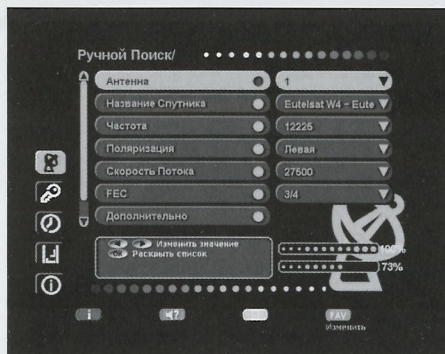 Ручной Поиск/
Антенна 1
Название Спутника Eutelsat W4 - Eute
Частота 12225
Поляризация Левая
Скорость Потока 27500
FEC 3/4
Дополнительно
Изменить значение
OK Раскрыть список
100%
73%
i ? FAV
Изменить